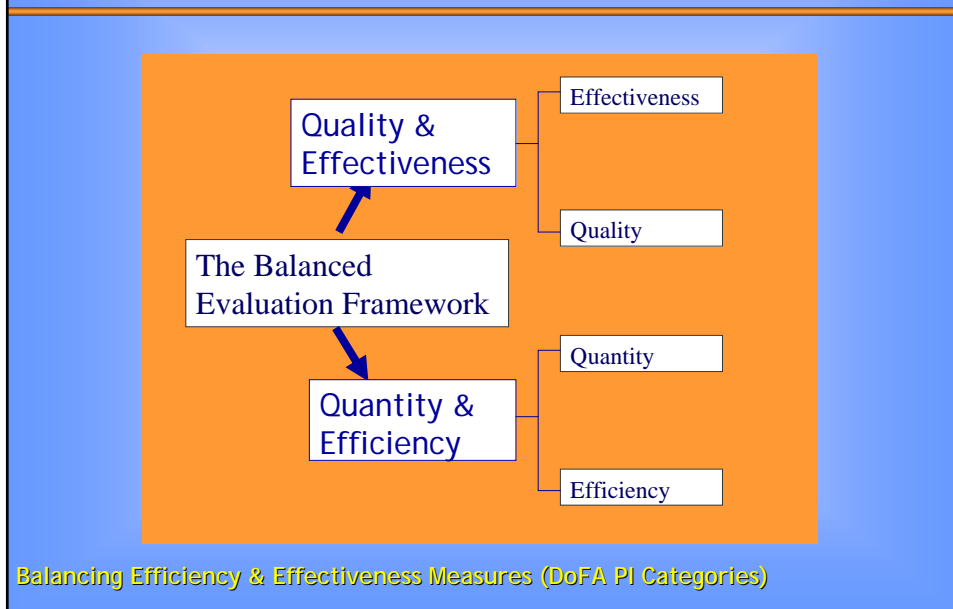 Quality &
Effectiveness
Effectiveness
Quality
The Balanced
Evaluation Framework
Quantity &
Efficiency
Quantity
Efficiency
Balancing Efficiency & Effectiveness Measures (DoFA PI Categories)